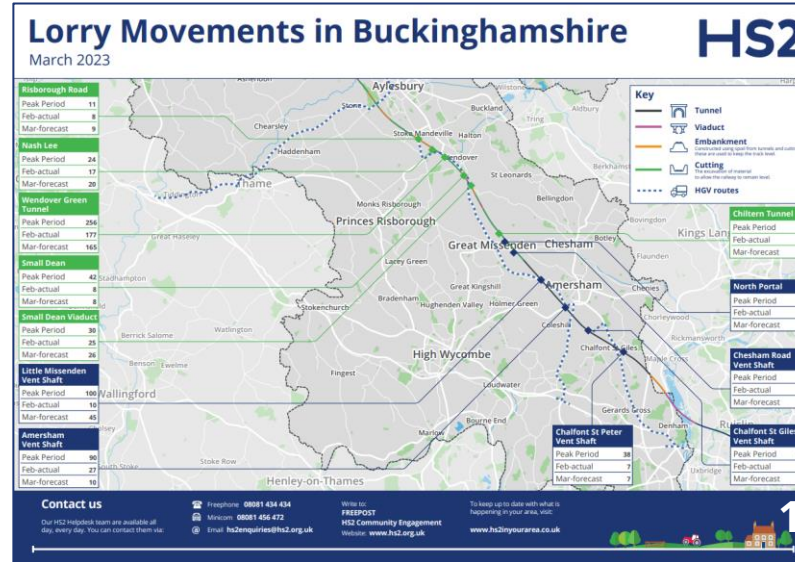 Lorry Movements in Buckinghamshire
March 2023
HS2
Risborough Road
Peak Period 11
Feb-actual 8
Mar-forecast 9
Nash Lee
Peak Period 24
Feb-actual 17
Mar-forecast 20
Wendover Green
Tunnel
Peak Period 256
Feb-actual 177
Mar-forecast 165
Small Dean
Peak Period 42
Feb-actual 8
Mar-forecast 8
Small Dean Viaduct
Peak Period 30
Feb-actual 25
Mar-forecast 26
Little Missenden
Vent Shaft
Peak Period 100
Feb-actual 10
Mar-forecast 45
Amersham
Vent Shaft
Peak Period 90
Feb-actual 27
Mar-forecast 10
Aylesbury
Stone
Chearsley
Haddenham
Thame
Stoke Mandeville
Halton
Wendover
Wilstone
Buckland
Tring
Aldbury
St Leonards
Bellingdon
Monks Risborough
Princes Risborough
Great Haseley
Lacey Green
Great Missenden
Chesham
Botley
Bovingdon
Flaunden
Stadhampton
Stokenchurch
Bradenham
Great Kingshill
Hughenden Valley
Holmer Green
Amersham
Chenies
Chorleywood
Rickmansworth
Coleshill
Berrick Salome
Watlington
High Wycombe
Chalfont St Giles
Maple Cross
Benson
Ewelme
Fingest
Wallingford
Loudwater
Gerards Cross
Denham
Bourne End
Marlow
Uxbridge
South Stoke
Stoke Row
Henley-on-Thames
Key
Tunnel
Viaduct
Embankment
Cutting
The excavation of material
to allow the railway to remain level.
HGV routes
Chiltern Tunnel
Peak Period
Feb-actual
Mar-forecast
North Portal
Peak Period
Feb-actual
Mar-forecast
Chesham Road
Vent Shaft
Peak Period
Feb-actual
Mar-forecast
Chalfont St Giles
Vent Shaft
Peak Period
Feb-actual
Mar-forecast
Chalfont St Peter
Vent Shaft
Peak Period 38
Feb-actual 7
Mar-forecast 7
Contact us
Our HS2 Helpdesk team are available all
day, every day. You can contact them via:
Freephone 08081 434 434
Minicom 08081 456 472
Email hs2enquiries@hs2.org.uk
Write to:
FREEPOST
HS2 Community Engagement
Website: www.hs2.org.uk
To keep up to date with what is
happening in your area, visit:
www.hs2inyourarea.co.uk
1